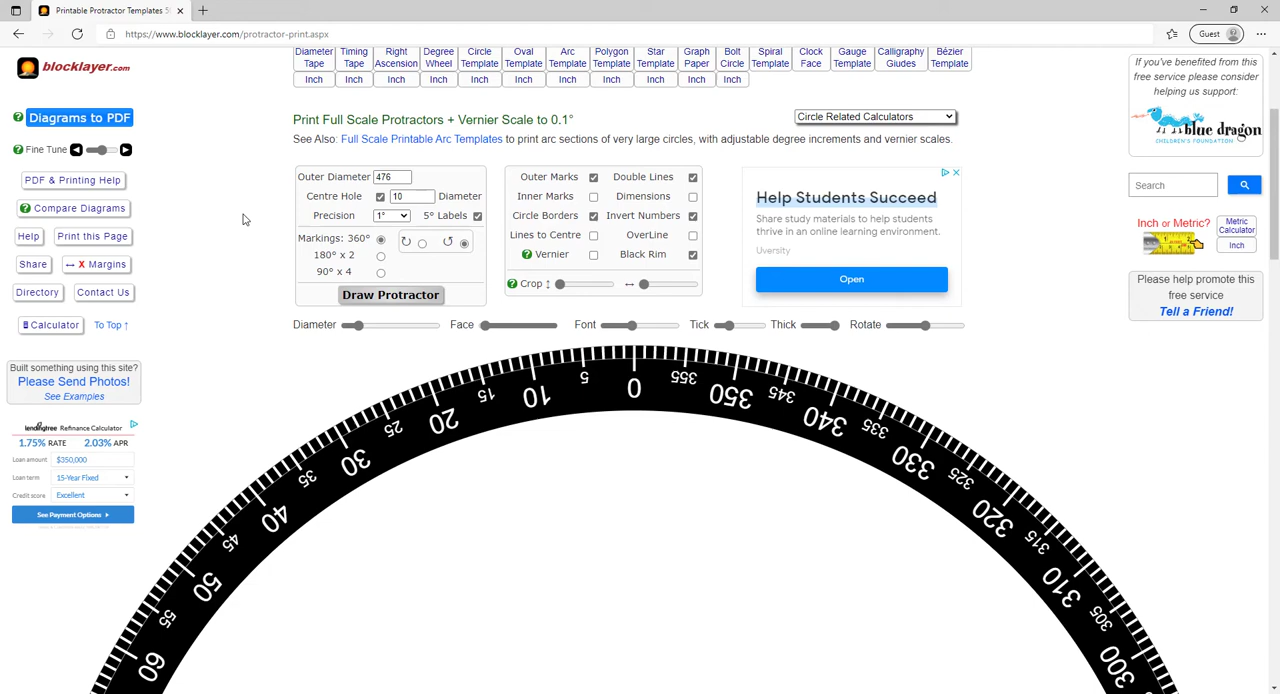 Printable Protractor Templates 5
https://www.blocklayer.com/protractor-print.aspx
Guest
blocklayer.com
Diagrams to PDF
Fine Tune
PDF & Printing Help
Compare Diagrams
Help
Print this Page
Share
↔ X Margins
Directory
Contact Us
Calculator
To Top ↑
Built something using this site?
Please Send Photos!
See Examples
lendingtree Refinance Calculator
1.75% RATE 2.03% APR
Loan amount $350,000
Loan term 15-Year Fixed
Credit score Excellent
See Payment Options
Diameter Tape
Timing Tape
Right Ascension
Degree Wheel
Circle Template
Oval Template
Arc Template
Polygon Template
Star Template
Graph Paper
Bolt Circle
Spiral Template
Clock Face
Gauge Template
Calligraphy Giudes
Bézier Template
Inch Inch Inch Inch Inch Inch Inch Inch Inch Inch Inch
Print Full Scale Protractors + Vernier Scale to 0.1°
Circle Related Calculators
See Also: Full Scale Printable Arc Templates to print arc sections of very large circles, with adjustable degree increments and vernier scales.
Outer Diameter 476
Centre Hole 10 Diameter
Precision 1° 5° Labels
Markings: 360°
180° x 2
90° x 4
Draw Protractor
Outer Marks Double Lines
Inner Marks Dimensions
Circle Borders Invert Numbers
Lines to Centre OverLine
Vernier Black Rim
Crop ↕ ↔
Help Students Succeed
Share study materials to help students
thrive in an online learning environment.
Uversity
Open
Diameter Face Font Tick Thick Rotate
60 55 50 45 40 35 30 25 20 15 10 5 0 355 350 345 340 335 330 325 320 315 310 305 300
If you've benefited from this
free service please consider
helping us support:
blue dragon
CHILDREN'S FOUNDATION
Search
Inch or Metric?
Metric Calculator
Inch
Please help promote this
free service
Tell a Friend!